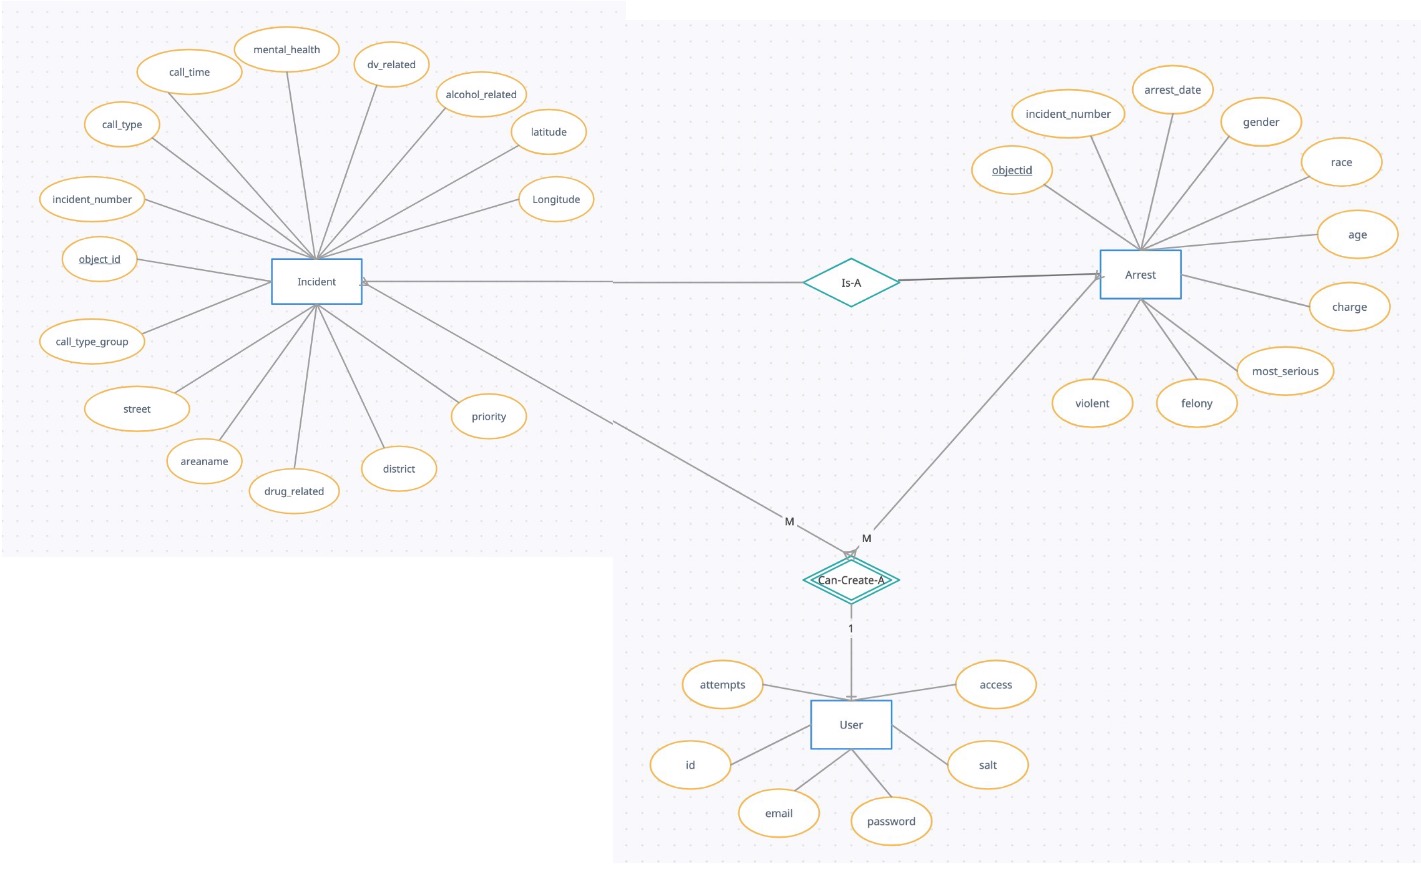 mental_health
call_time
dv_related
alcohol_related
call_type
latitude
incident_number
Longitude
object_id
Incident
call_type_group
street
priority
areaname
district
drug_related
arrest_date
incident_number
gender
objectid
race
age
Is-A
Arrest
charge
most_serious
violent
felony
M
M
Can-Create-A
1
attempts
access
User
id
salt
email
password